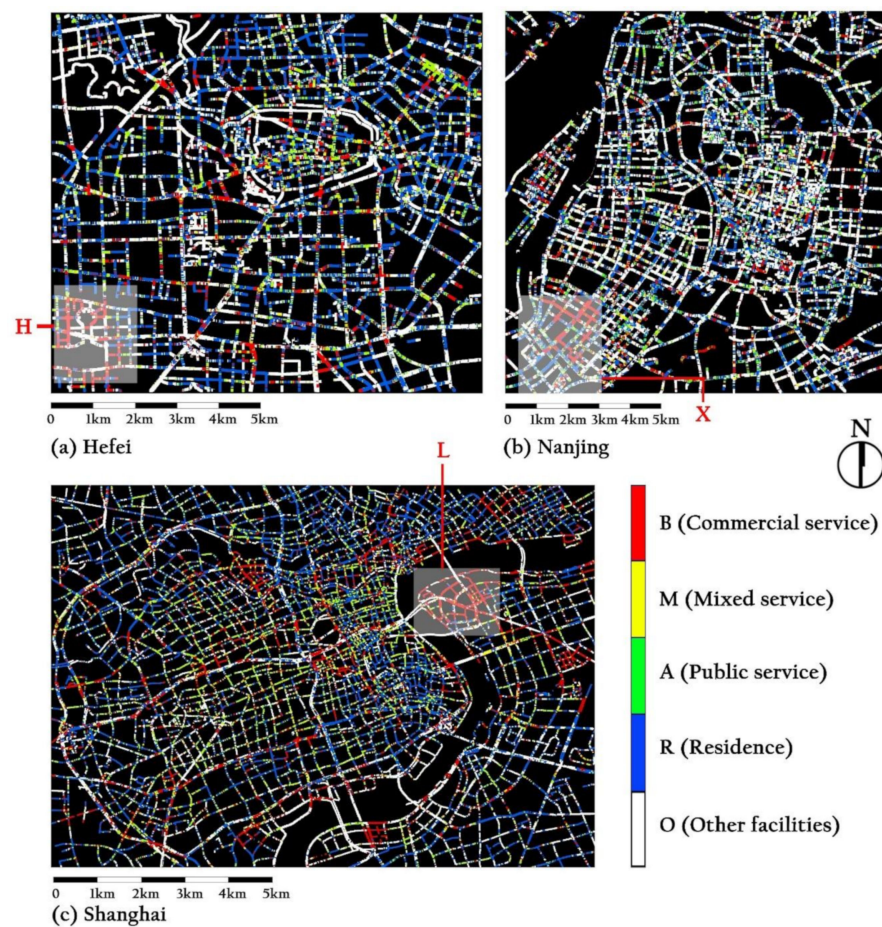 H
0 1km 2km 3km 4km 5km
(a) Hefei
X
0 1km 2km 3km 4km 5km
(b) Nanjing
N
L
B (Commercial service)
M (Mixed service)
A (Public service)
R (Residence)
O (Other facilities)
0 1km 2km 3km 4km 5km
(c) Shanghai